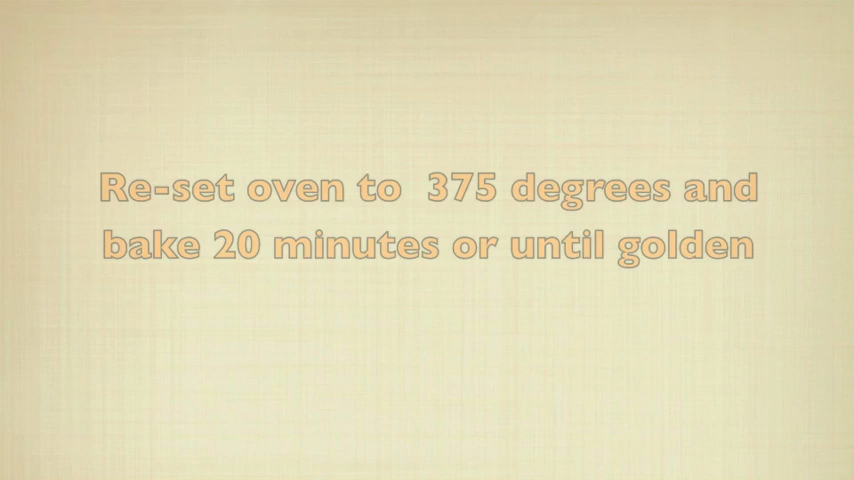 Re-set oven to  375 degrees and
bake 20 minutes or until golden